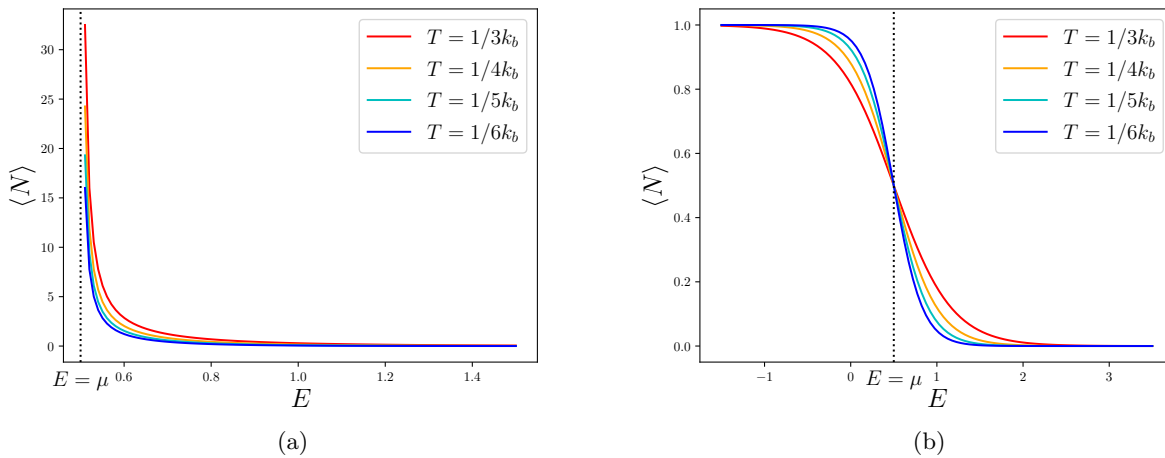 30
25
20
15
10
5
0
⟨N⟩
T = 1/3k_b
T = 1/4k_b
T = 1/5k_b
T = 1/6k_b
E = μ
0.6
0.8
1.0
1.2
1.4
E
(a)
1.0
0.8
0.6
0.4
0.2
0.0
⟨N⟩
T = 1/3k_b
T = 1/4k_b
T = 1/5k_b
T = 1/6k_b
−1
0
E = μ
1
2
3
E
(b)